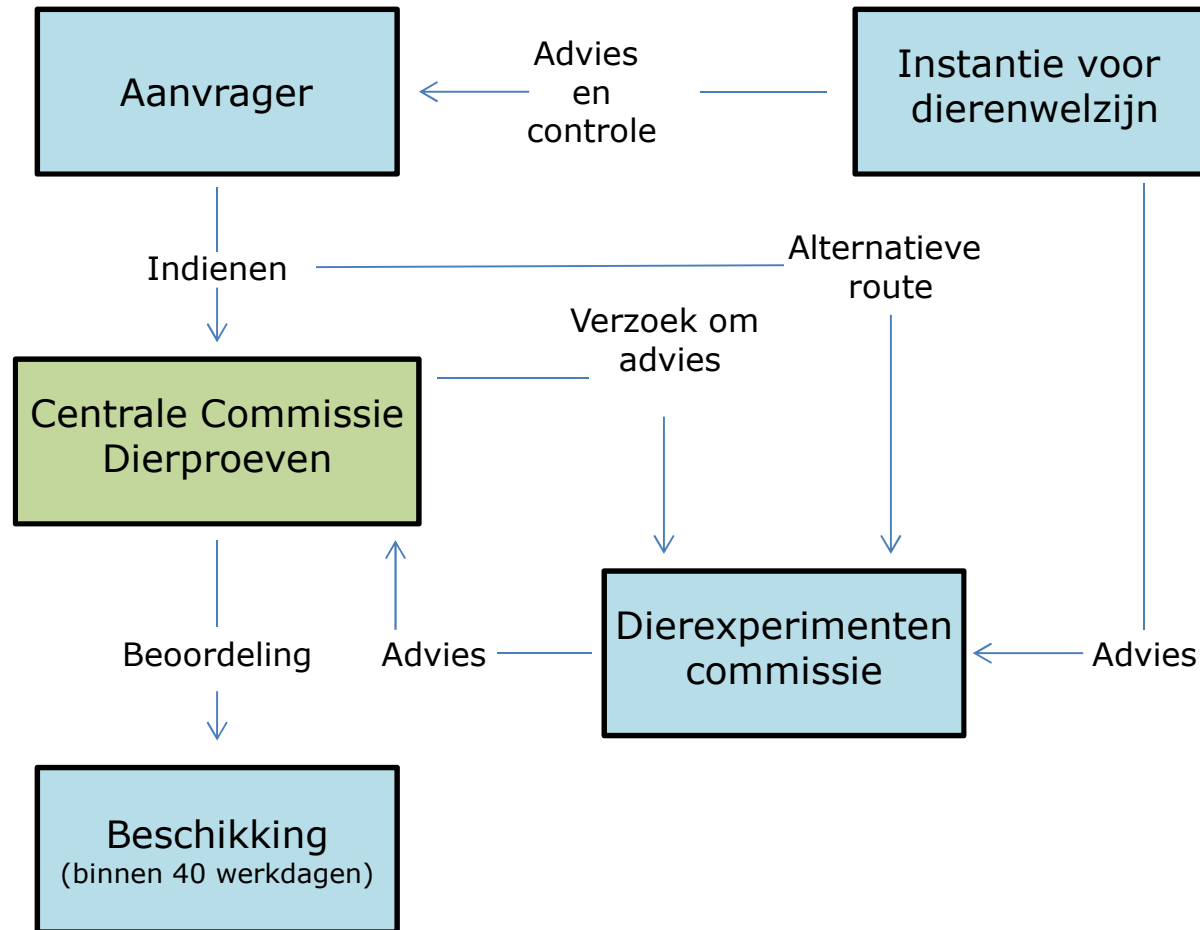 Aanvrager
Advies
en
controle
Instantie voor
dierenwelzijn
Indienen
Alternatieve
route
Verzoek om
advies
Centrale Commissie
Dierproeven
Dierexperimenten
commissie
Beoordeling
Advies
Advies
Beschikking
(binnen 40 werkdagen)